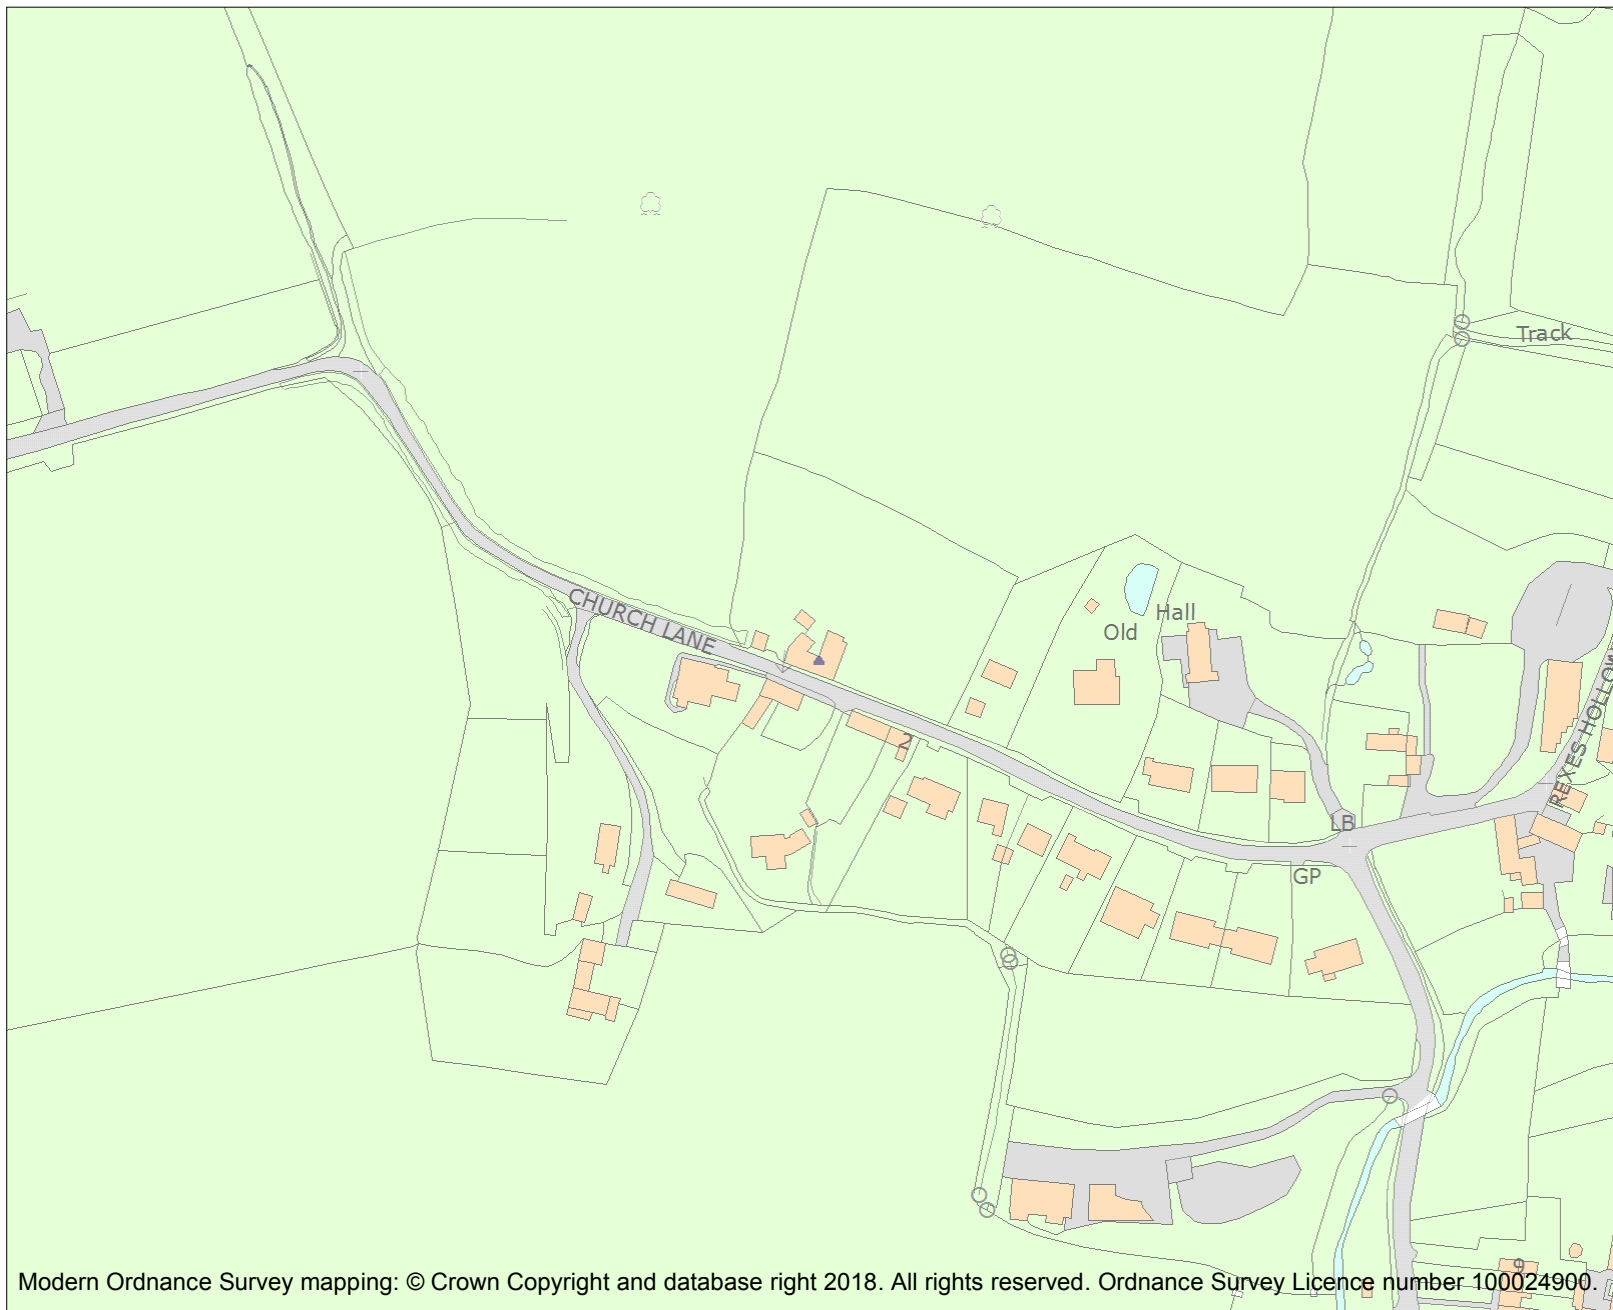 Track
CHURCH LANE
Old Hall
2
REXES HOLLOW
LB
GP
9
Modern Ordnance Survey mapping: © Crown Copyright and database right 2018. All rights reserved. Ordnance Survey Licence number 100024900.